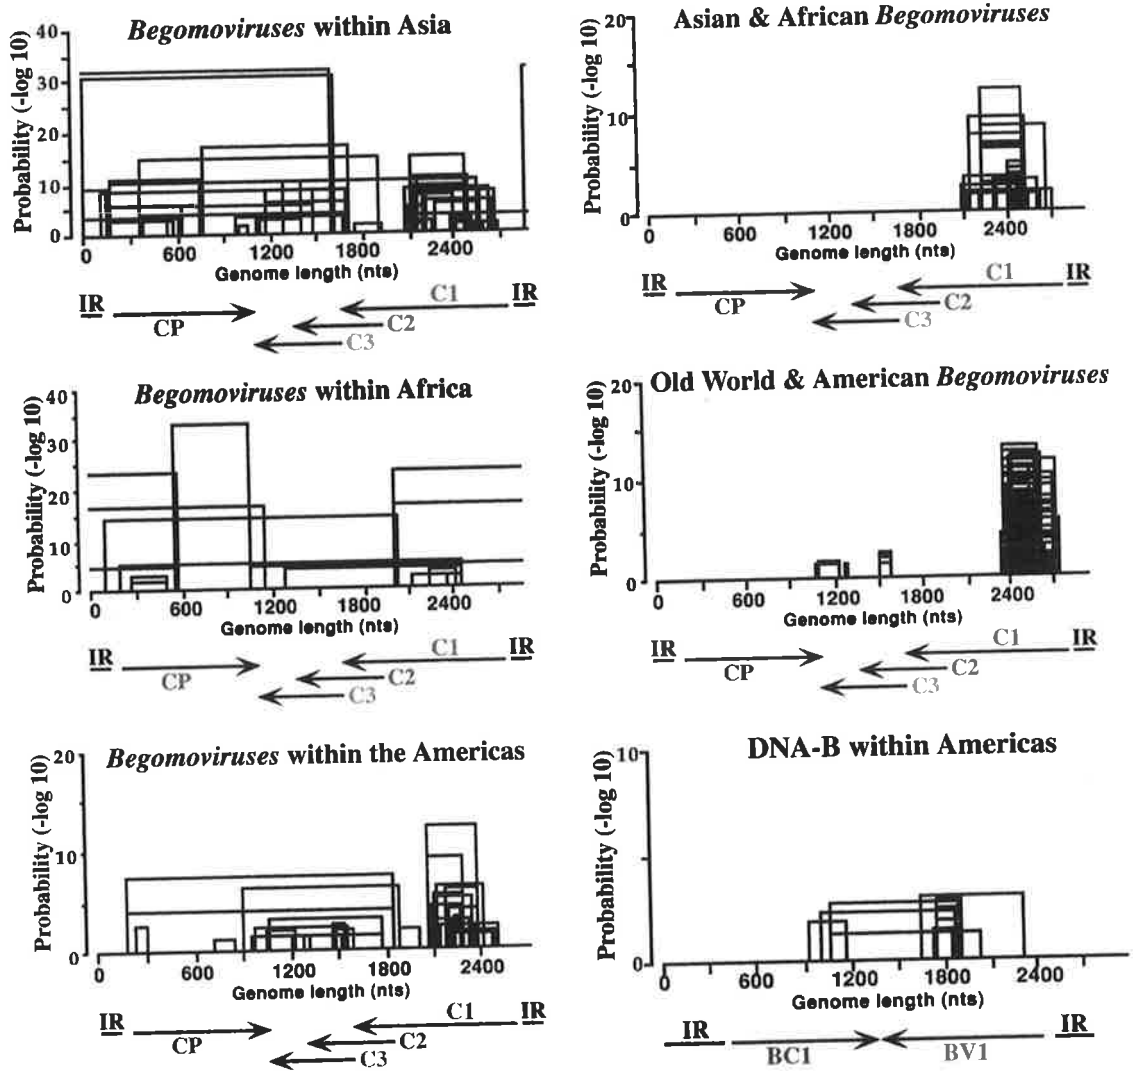 Begomoviruses within Asia
Probability (-log 10)
40
30
20
10
0
0 600 1200 1800 2400
Genome length (nts)
IR CP C1 IR
C2
C3
Asian & African Begomoviruses
Probability (-log 10)
20
10
0
0 600 1200 1800 2400
Genome length (nts)
IR CP C1 IR
C2
C3
Begomoviruses within Africa
Probability (-log 10)
40
30
20
10
0
0 600 1200 1800 2400
Genome length (nts)
IR CP C1 IR
C2
C3
Old World & American Begomoviruses
Probability (-log 10)
20
10
0
0 600 1200 1800 2400
Genome length (nts)
IR CP C1 IR
C2
C3
Begomoviruses within the Americas
Probability (-log 10)
20
10
0
0 600 1200 1800 2400
Genome length (nts)
IR CP C1 IR
C2
C3
DNA-B within Americas
Probability (-log 10)
10
0
0 600 1200 1800 2400
Genome length (nts)
IR BC1 BV1 IR